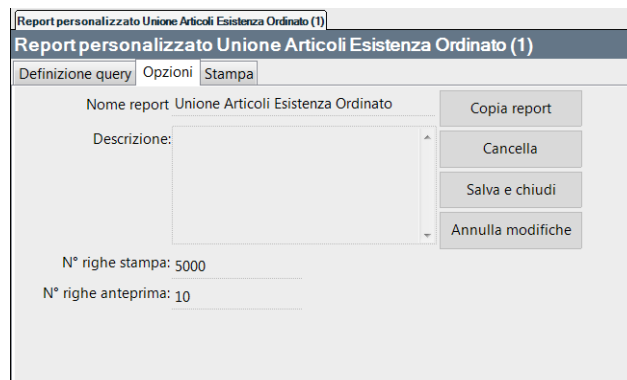 Report personalizzato Unione Articoli Esistenza Ordinato (1)
Report personalizzato Unione Articoli Esistenza Ordinato (1)
Definizione query Opzioni Stampa
Nome report Unione Articoli Esistenza Ordinato
Copia report
Descrizione:
Cancella
Salva e chiudi
Annulla modifiche
N° righe stampa: 5000
N° righe anteprima: 10